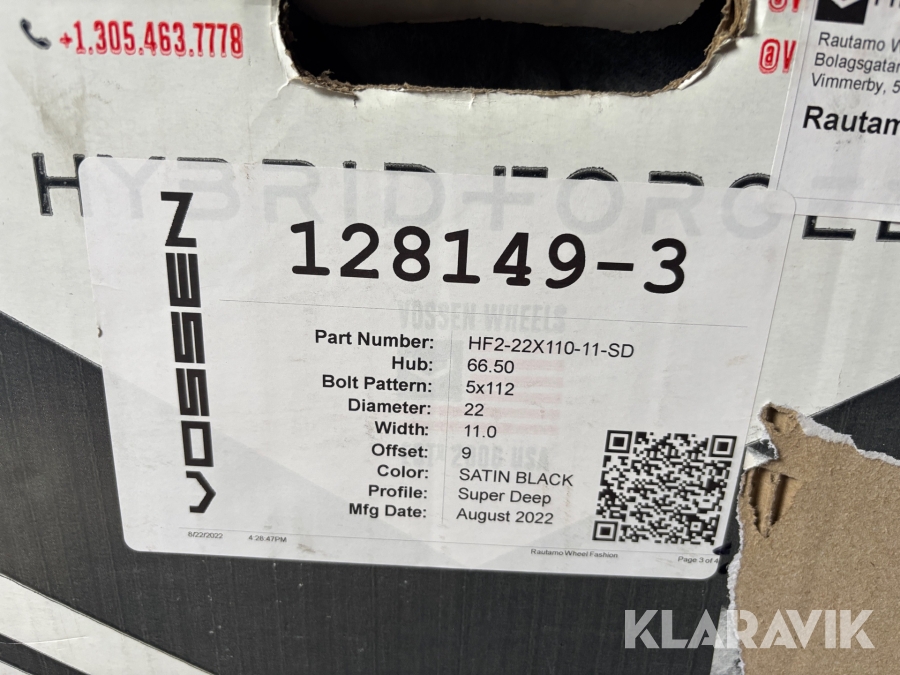 +1.305.463.7778
@V
Rautamo W
Bolagsgatan
Vimmerby, 5
Rautam
HYBRID+FORGED
VOSSEN
128149-3
VOSSEN WHEELS
Part Number: HF2-22X110-11-SD
Hub: 66.50
Bolt Pattern: 5x112
Diameter: 22
Width: 11.0
Offset: 9
Color: SATIN BLACK
Profile: Super Deep
Mfg Date: August 2022
8/22/2022 4:26:47PM
Rautamo Wheel Fashion
Page 3 of 4
KLARAVIK